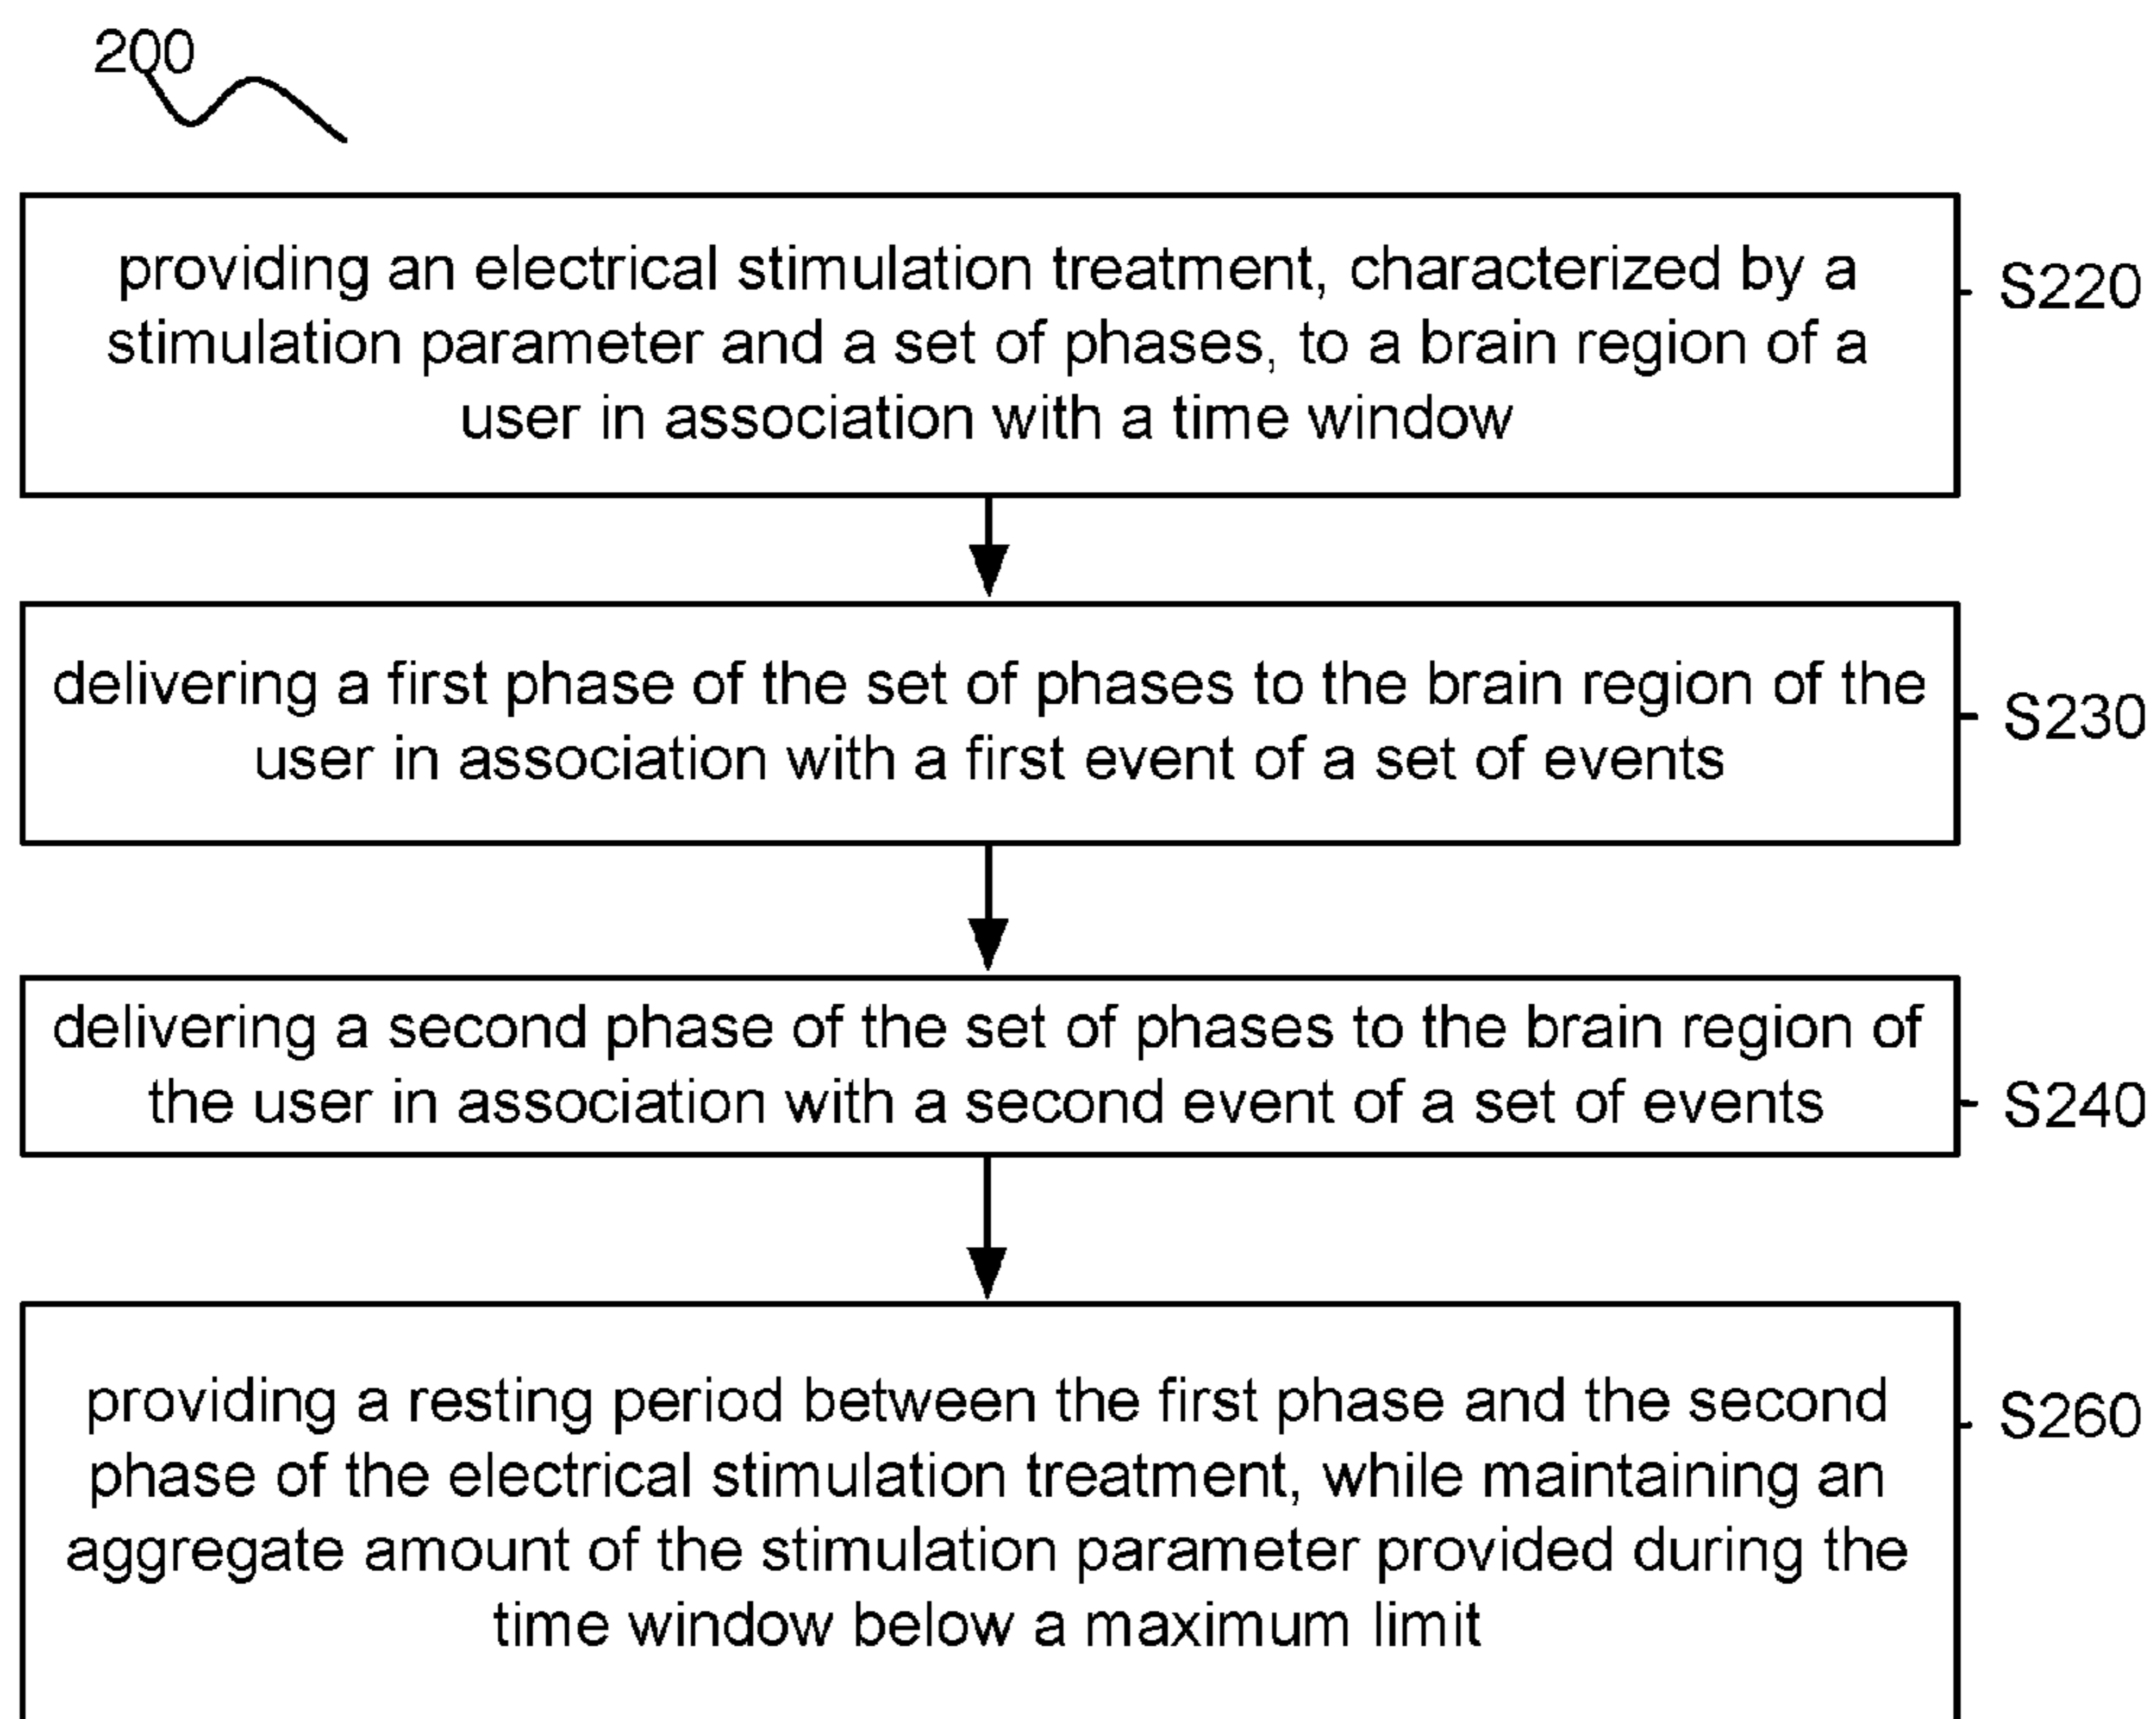 200
providing an electrical stimulation treatment, characterized by a
stimulation parameter and a set of phases, to a brain region of a
user in association with a time window
S220
delivering a first phase of the set of phases to the brain region of the
user in association with a first event of a set of events
S230
delivering a second phase of the set of phases to the brain region of
the user in association with a second event of a set of events
S240
providing a resting period between the first phase and the second
phase of the electrical stimulation treatment, while maintaining an
aggregate amount of the stimulation parameter provided during the
time window below a maximum limit
S260